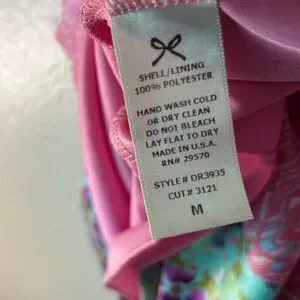 SHELL/LINING
100% POLYESTER
HAND WASH COLD
OR DRY CLEAN
DO NOT BLEACH
LAY FLAT TO DRY
MADE IN U.S.A.
RN# 29570
STYLE# DR3935
CUT# 3121
M